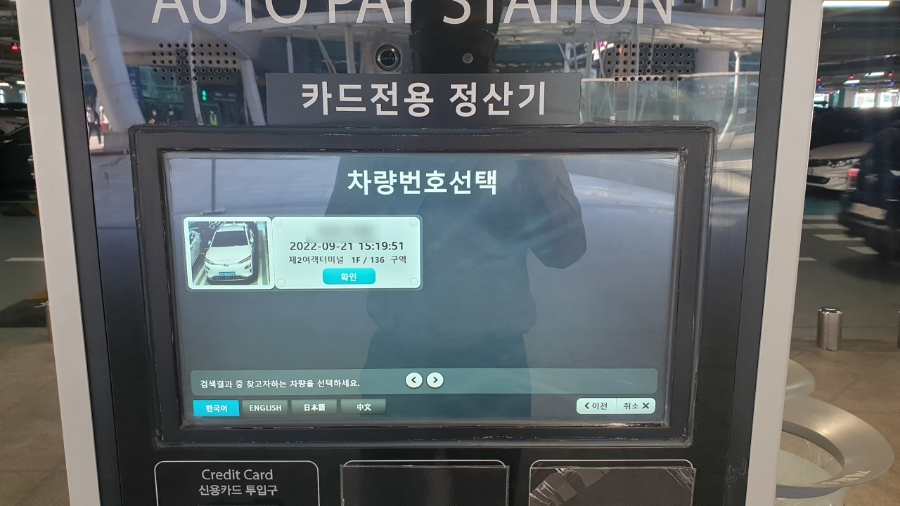 AUTO PAY STATION
카드전용 정산기
차량번호선택
2022-09-21 15:19:51
제2여객터미널 1F / 136 구역
확인
검색결과 중 찾고자하는 차량을 선택하세요.
한국어 ENGLISH 日本語 中文
이전 취소
Credit Card
신용카드 투입구